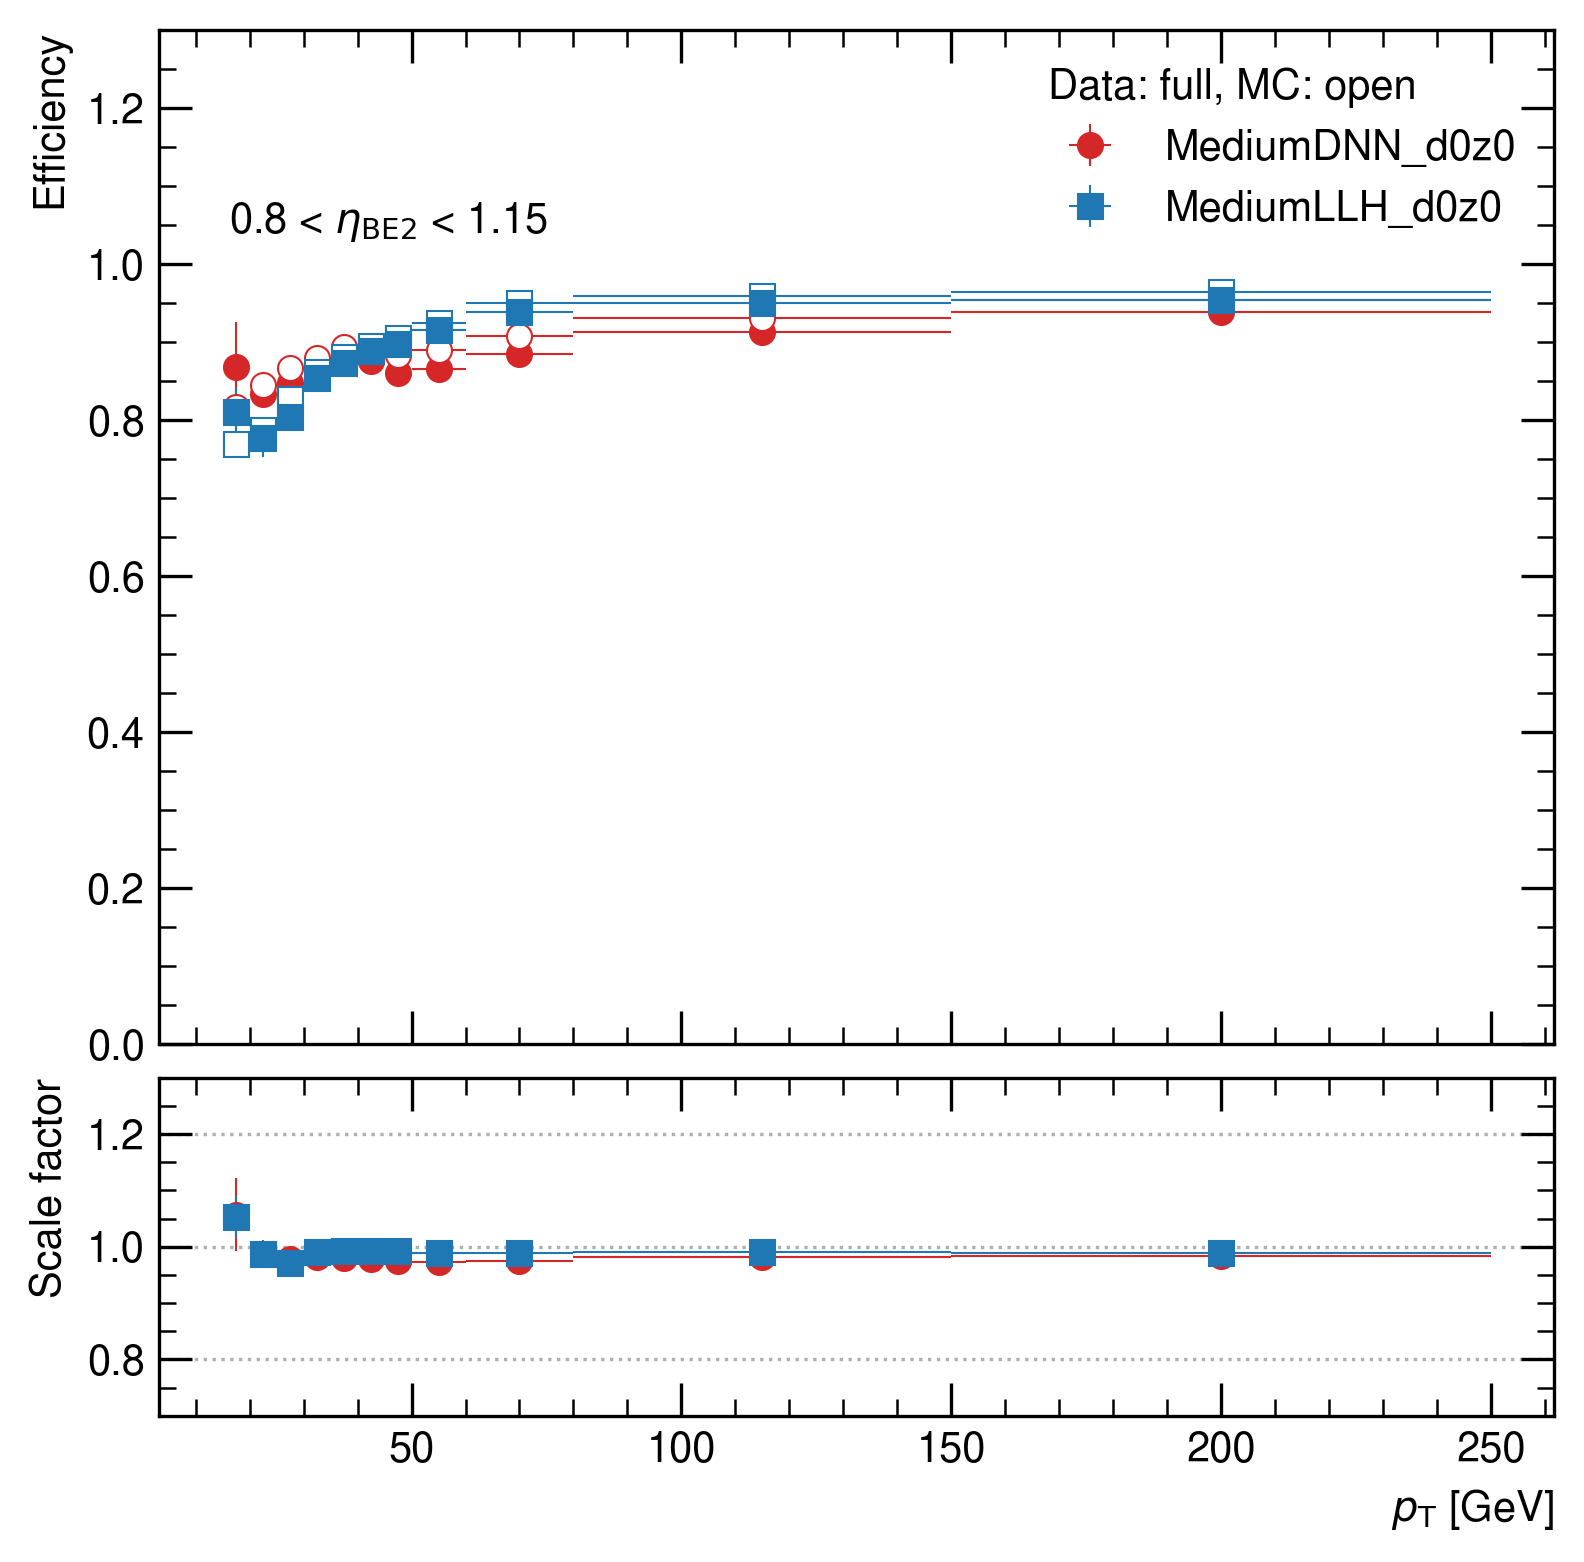 Efficiency
1.2
1.0
0.8
0.6
0.4
0.2
0.0
Data: full, MC: open
MediumDNN_d0z0
MediumLLH_d0z0
0.8 < η_BE2 < 1.15
Scale factor
1.2
1.0
0.8
50 100 150 200 250
p_T [GeV]